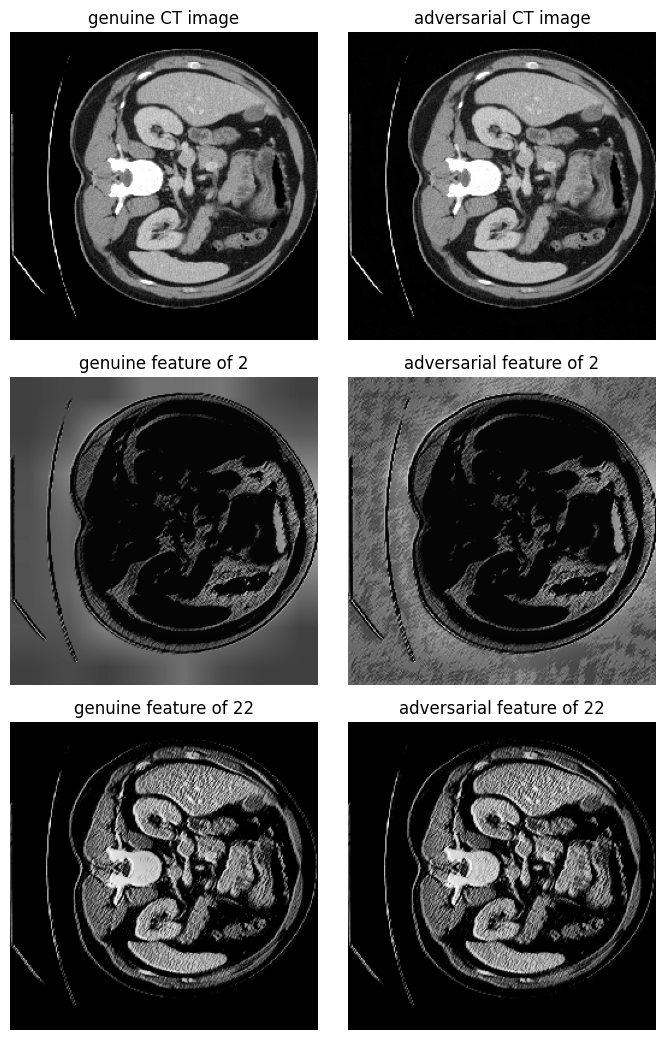 genuine CT image
adversarial CT image
genuine feature of 2
adversarial feature of 2
genuine feature of 22
adversarial feature of 22